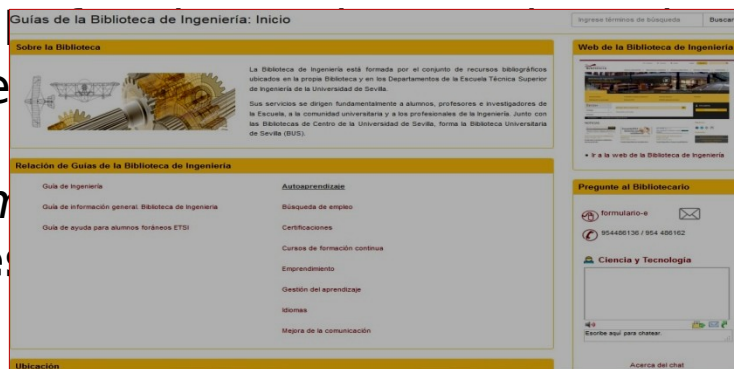 Guías de la Biblioteca de Ingeniería: Inicio
Ingrese términos de búsqueda
Buscar
Sobre la Biblioteca
La Biblioteca de Ingeniería está formada por el conjunto de recursos bibliográficos
ubicados en la propia Biblioteca y en los Departamentos de la Escuela Técnica Superior
de Ingeniería de la Universidad de Sevilla.
Sus servicios se dirigen fundamentalmente a alumnos, profesores e investigadores de
la Escuela, a la comunidad universitaria y a los profesionales de la Ingeniería. Junto con
las Bibliotecas de Centro de la Universidad de Sevilla, forma la Biblioteca Universitaria
de Sevilla (BUS).
Relación de Guías de la Biblioteca de Ingeniería
Guía de Ingeniería
Guía de información general. Biblioteca de Ingeniería
Guía de ayuda para alumnos foráneos ETSI
Autoaprendizaje
Búsqueda de empleo
Certificaciones
Cursos de formación continua
Emprendimiento
Gestión del aprendizaje
Idiomas
Mejora de la comunicación
Ubicación
Web de la Biblioteca de Ingeniería
Ir a la web de la Biblioteca de Ingeniería
Pregunte al Bibliotecario
formulario-e
954486138 / 954 486162
Ciencia y Tecnología
Escribe aquí para chatear.
Acerca del chat